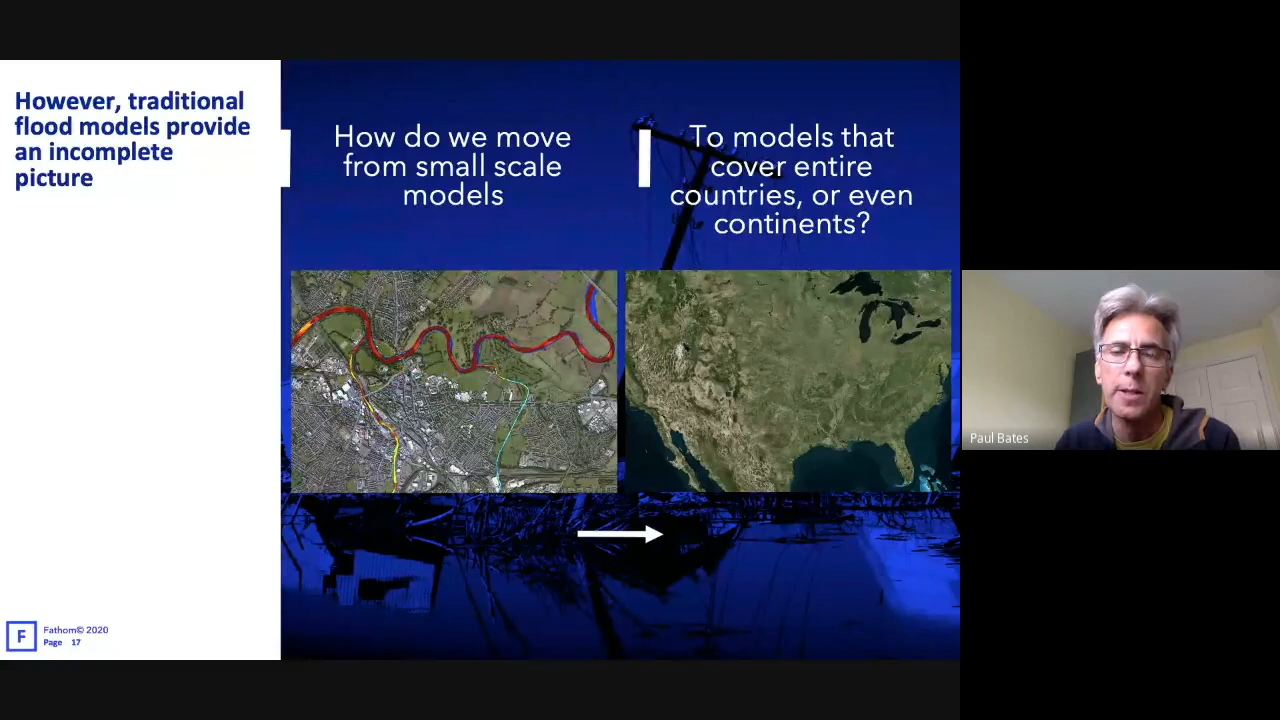 However, traditional
flood models provide
an incomplete
picture
How do we move
from small scale
models
To models that
cover entire
countries, or even
continents?
Paul Bates
F
Fathom© 2020
Page 17